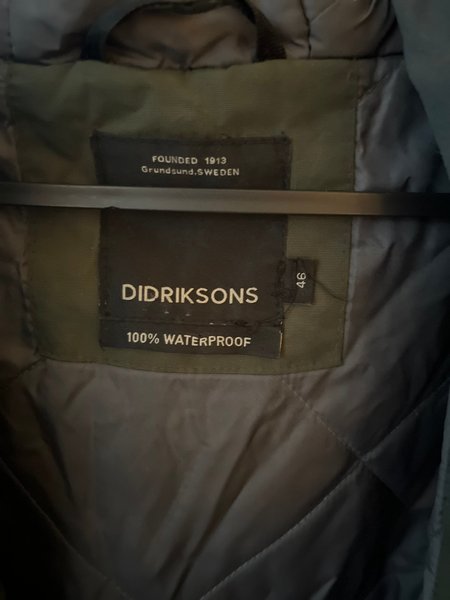 FOUNDED 1913
Grundsund.SWEDEN
DIDRIKSONS
46
100% WATERPROOF